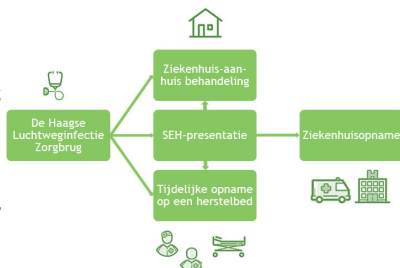 Ziekenhuis-aan-
huis behandeling
De Haagse
Luchtweginfectie
Zorgbrug
SEH-presentatie
Ziekenhuisopname
Tijdelijke opname
op een herstelbed